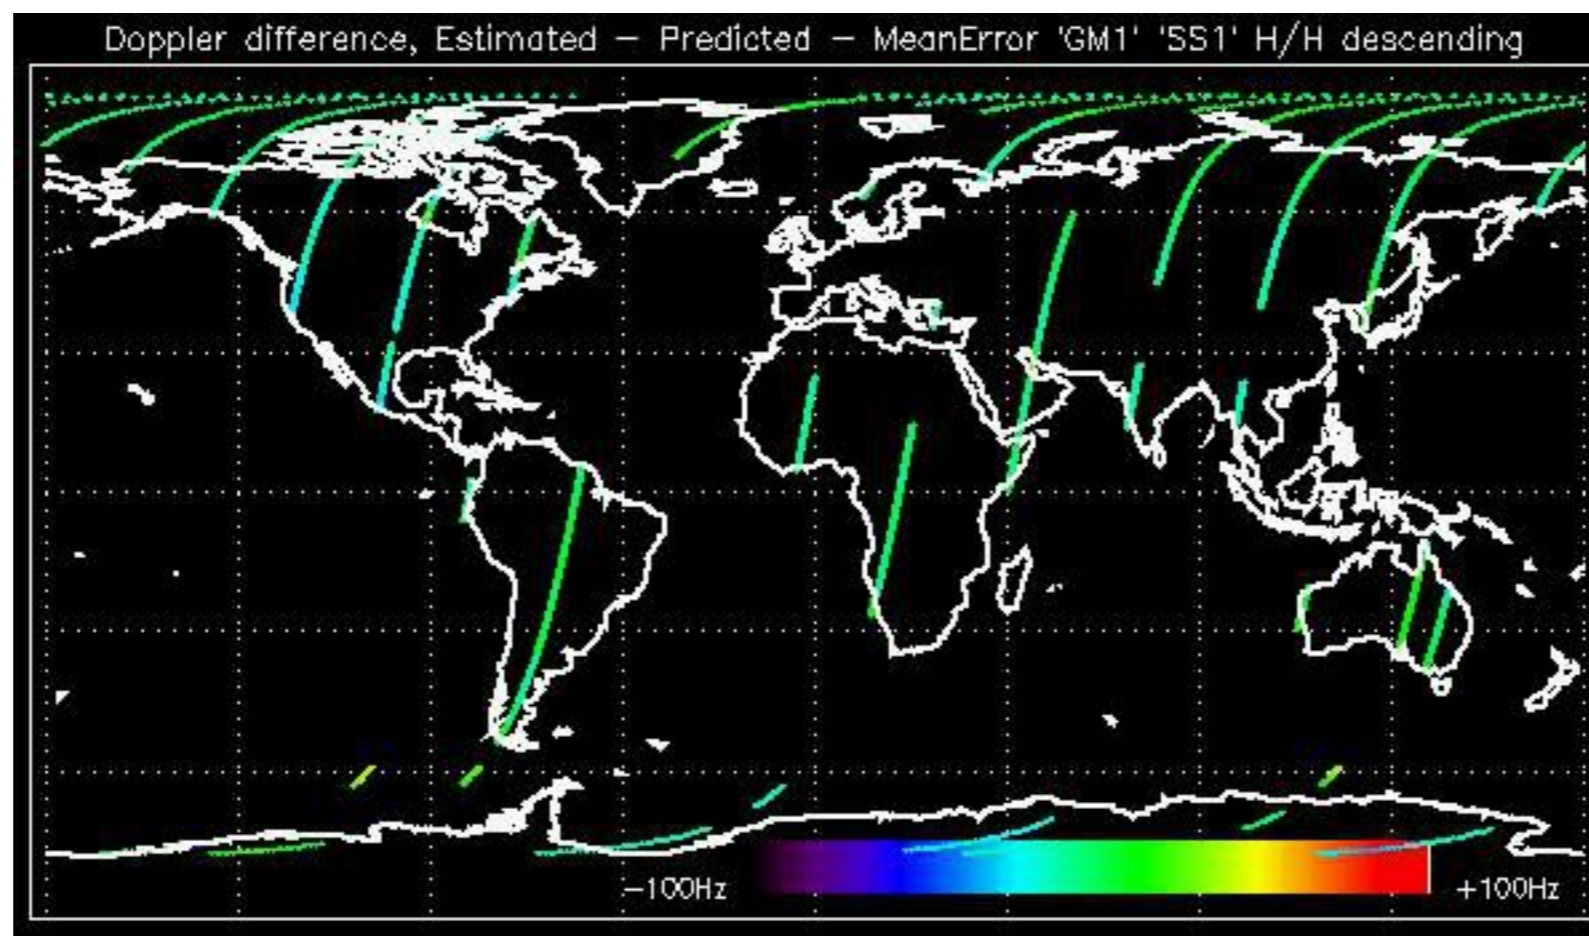 Doppler difference, Estimated – Predicted – MeanError 'GM1' 'SS1' H/H descending
-100Hz
+100Hz